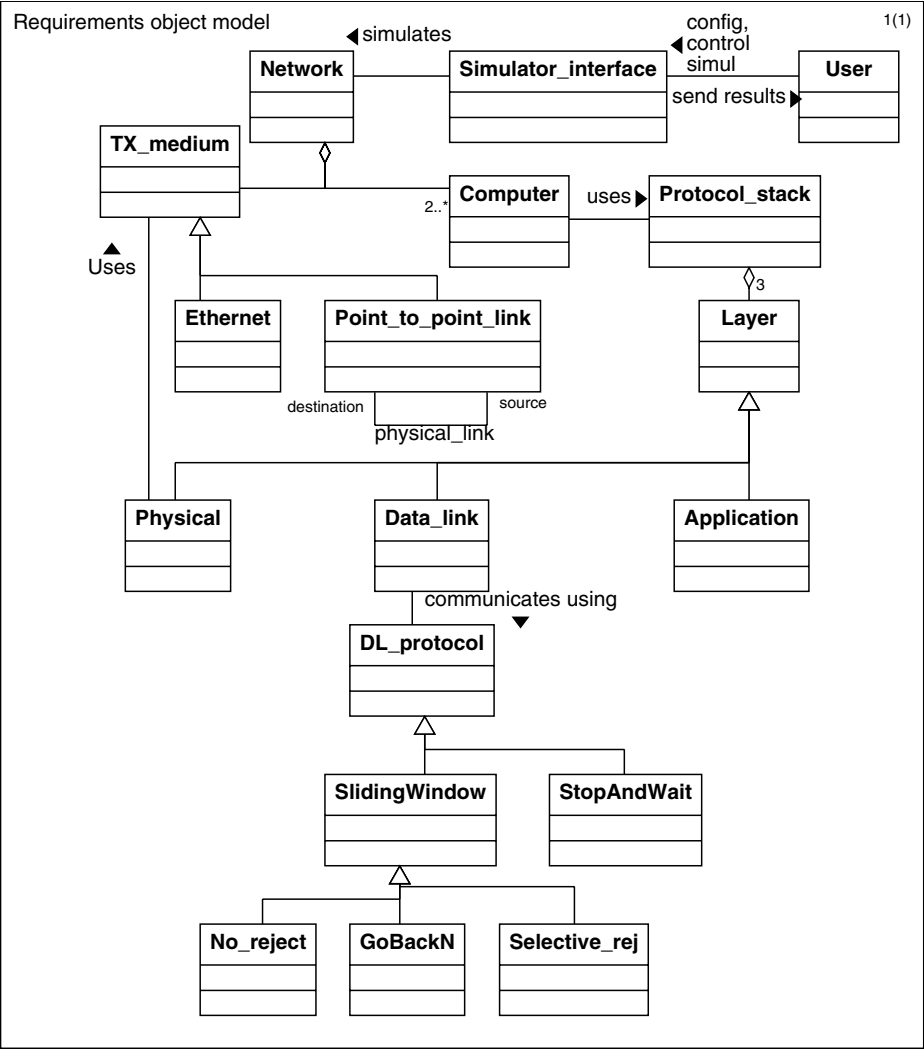 Requirements object model
1(1)
simulates
config,
control
simul
Network
Simulator_interface
User
send results
TX_medium
2..*
Computer
uses
Protocol_stack
Uses
3
Ethernet
Point_to_point_link
Layer
destination
source
physical_link
Physical
Data_link
Application
communicates using
DL_protocol
SlidingWindow
StopAndWait
No_reject
GoBackN
Selective_rej